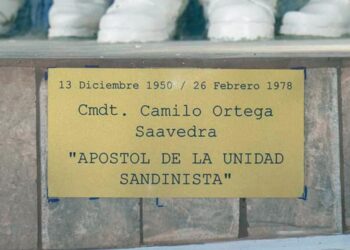 13 Diciembre 1950 / 26 Febrero 1978
Cmdt. Camilo Ortega
Saavedra
"APOSTOL DE LA UNIDAD
SANDINISTA"